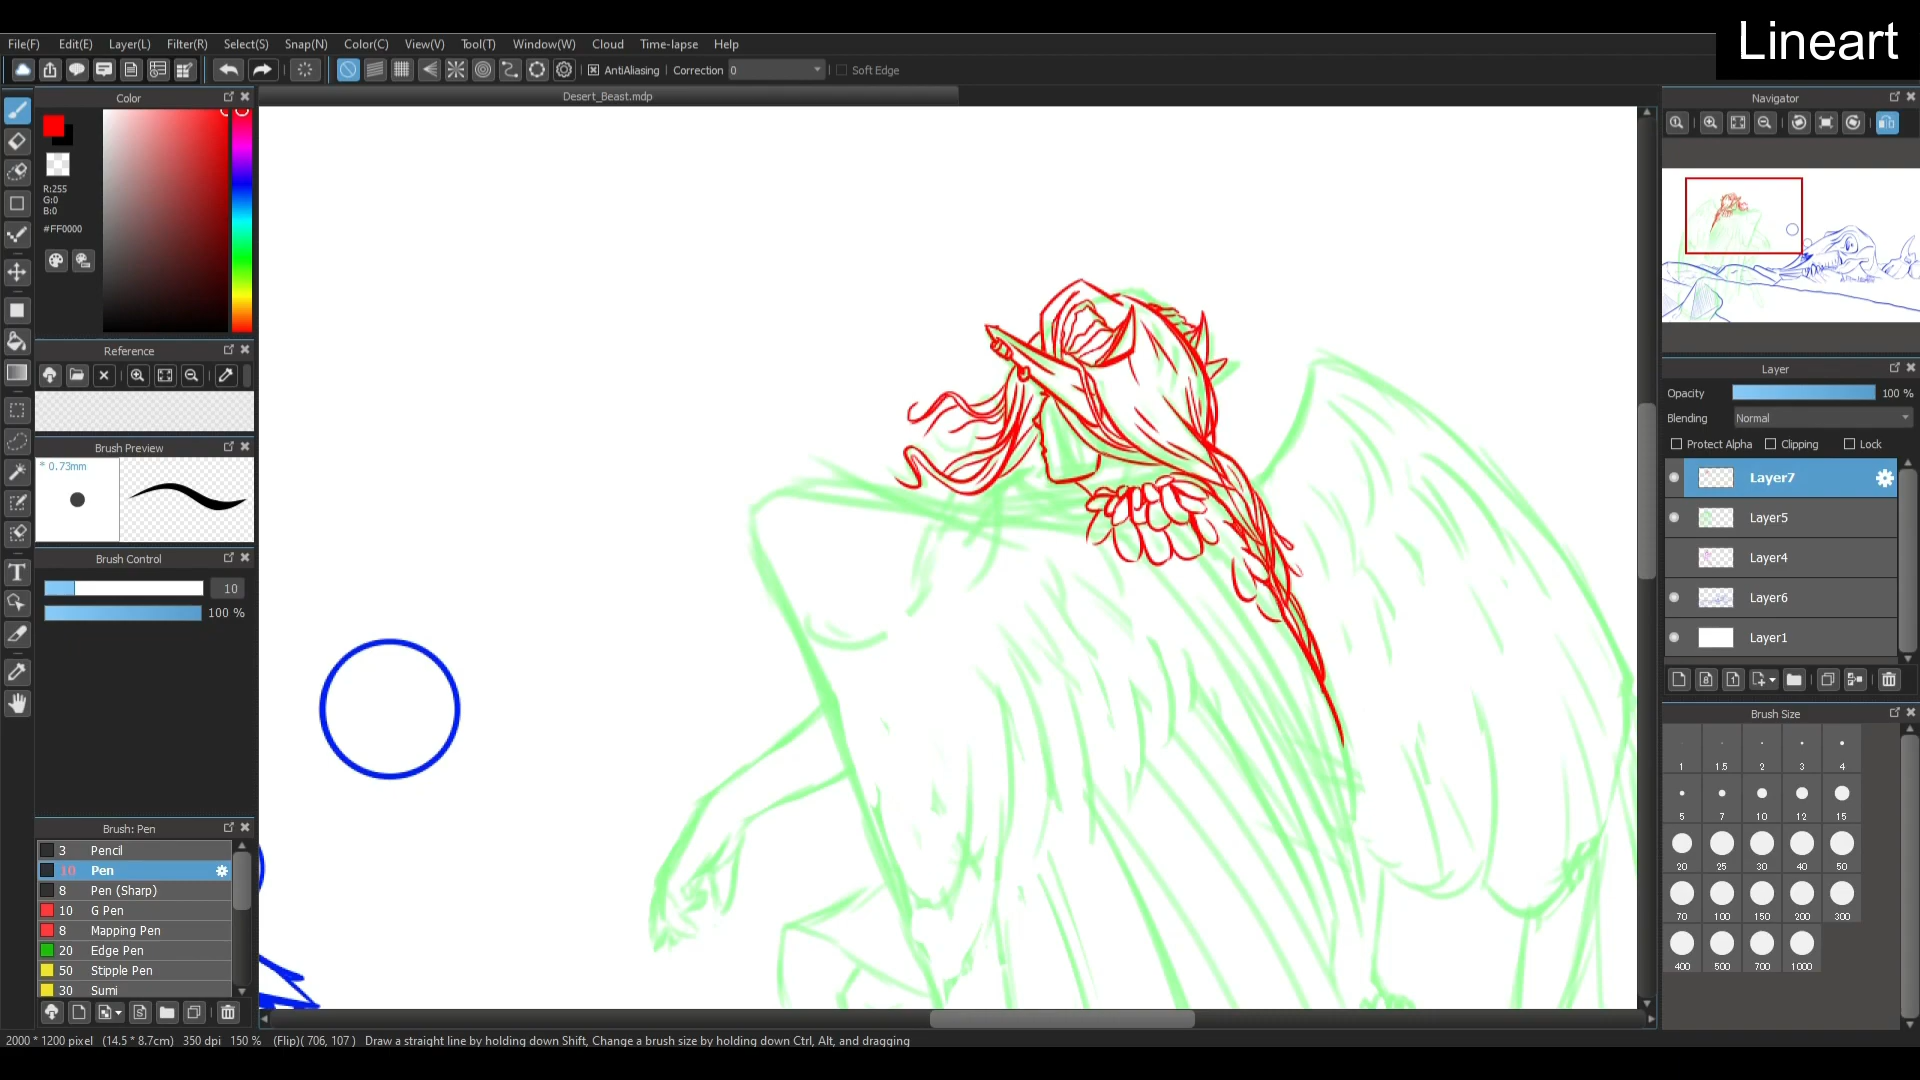 Lineart
File(F) Edit(E) Layer(L) Filter(R) Select(S) Snap(N) Color(C) View(V) Tool(T) Window(W) Cloud Time-lapse Help
AntiAliasing Correction 0 Soft Edge
Desert_Beast.mdp
Color
R:255
G:0
B:0
#FF0000
Reference
Brush Preview
* 0.73mm
Brush Control
10
100 %
Brush: Pen
3 Pencil
10 Pen
8 Pen (Sharp)
10 G Pen
8 Mapping Pen
20 Edge Pen
50 Stipple Pen
30 Sumi
Navigator
Layer
Opacity 100 %
Blending Normal
Protect Alpha Clipping Lock
Layer7
Layer5
Layer4
Layer6
Layer1
Brush Size
1 1.5 2 3 4
5 7 10 12 15
20 25 30 40 50
70 100 150 200 300
400 500 700 1000
2000 * 1200 pixel (14.5 * 8.7cm) 350 dpi 150 % (Flip)( 706, 107 ) Draw a straight line by holding down Shift, Change a brush size by holding down Ctrl, Alt, and dragging